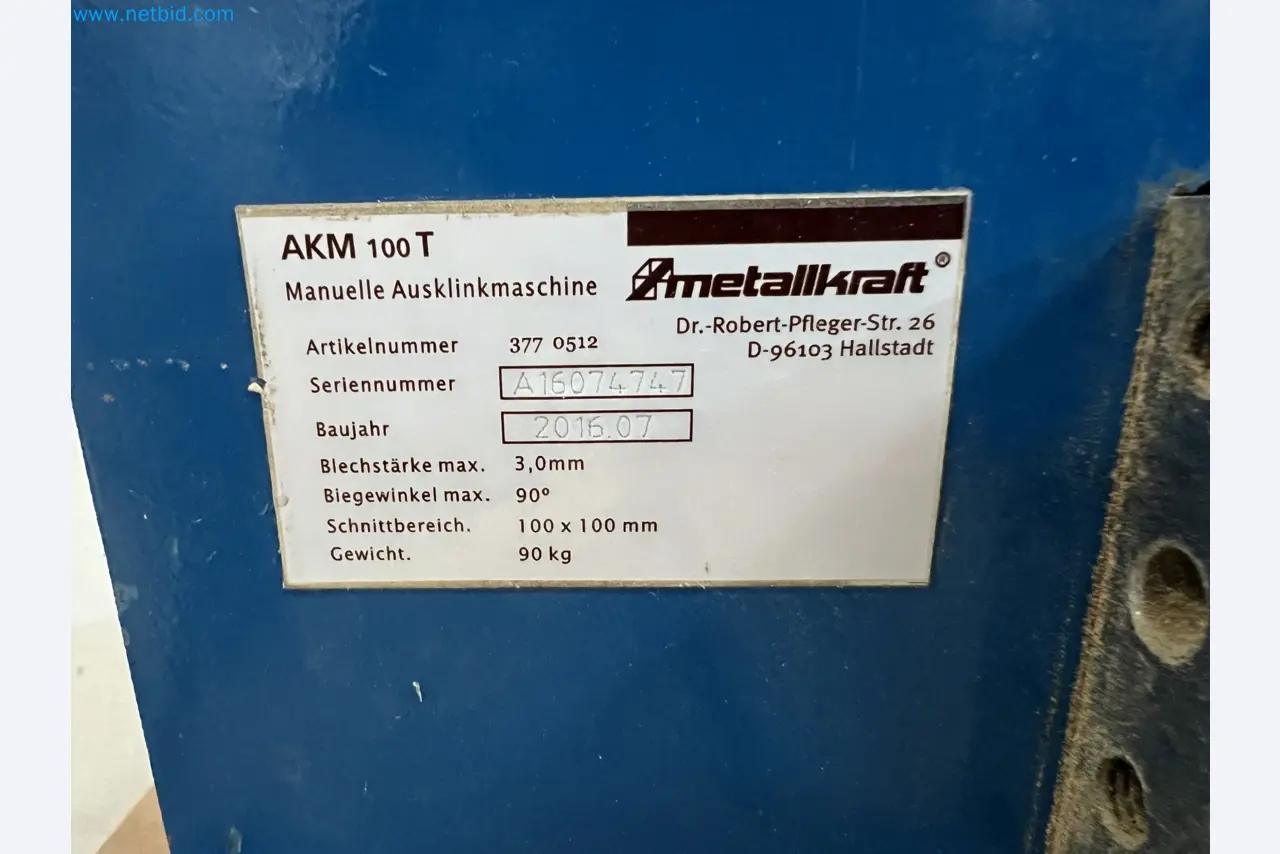 www.netbid.com
AKM 100 T
Manuelle Ausklinkmaschine
metallkraft®
Dr.-Robert-Pfleger-Str. 26
D-96103 Hallstadt
Artikelnummer 377 0512
Seriennummer A16074747
Baujahr 2016.07
Blechstärke max. 3,0mm
Biegewinkel max. 90°
Schnittbereich. 100 x 100 mm
Gewicht. 90 kg